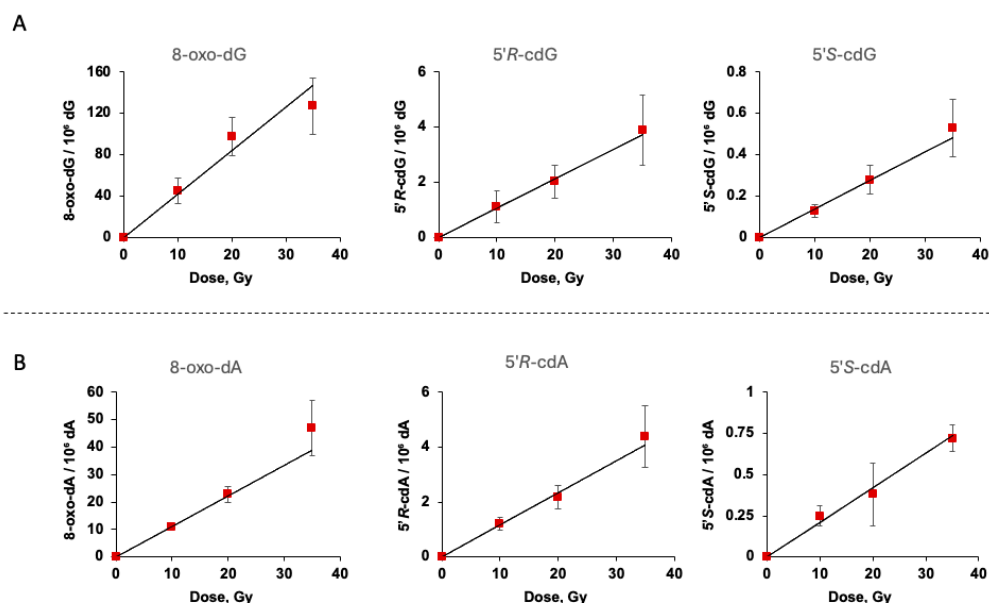 A
8-oxo-dG
5'R-cdG
5'S-cdG
8-oxo-dG / 10⁶ dG
160
120
80
40
0
0 10 20 30 40
Dose, Gy
5'R-cdG / 10⁶ dG
6
4
2
0
0 10 20 30 40
Dose, Gy
5'S-cdG / 10⁶ dG
0.8
0.6
0.4
0.2
0
0 10 20 30 40
Dose, Gy
B
8-oxo-dA
5'R-cdA
5'S-cdA
8-oxo-dA / 10⁶ dA
60
50
40
30
20
10
0
0 10 20 30 40
Dose, Gy
5'R-cdA / 10⁶ dA
6
4
2
0
0 10 20 30 40
Dose, Gy
5'S-cdA / 10⁶ dA
1
0.75
0.5
0.25
0
0 10 20 30 40
Dose, Gy